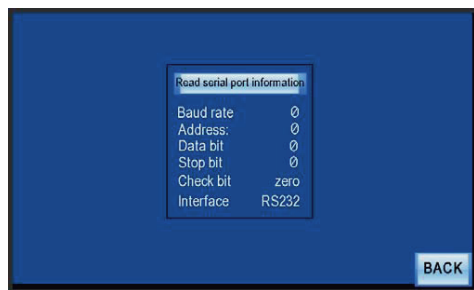 Read serial port information
Baud rate 0
Address: 0
Data bit 0
Stop bit 0
Check bit zero
Interface RS232
BACK